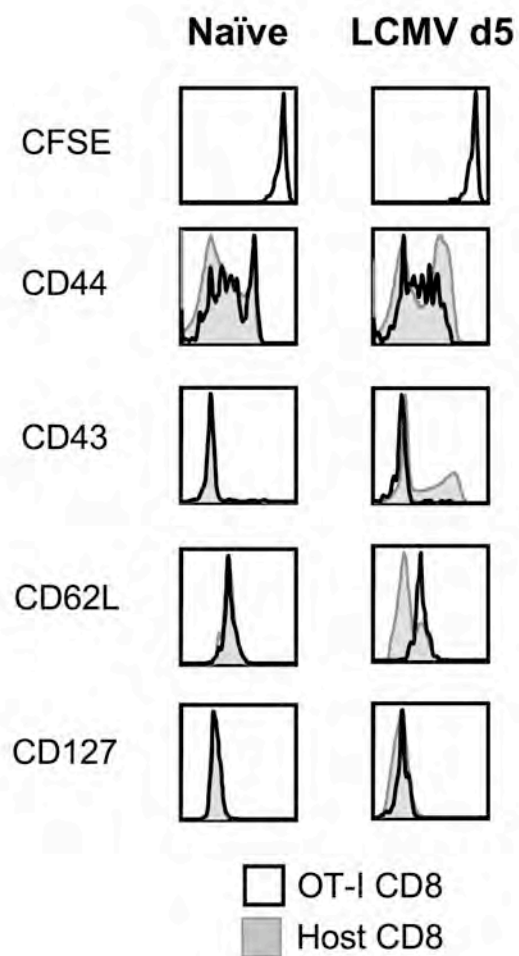 Naïve LCMV d5
CFSE
CD44
CD43
CD62L
CD127
OT-I CD8
Host CD8